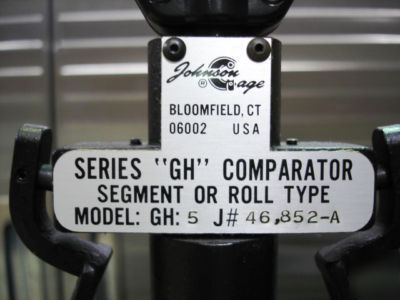 Johnson Gage
BLOOMFIELD, CT
06002 USA
SERIES "GH" COMPARATOR
SEGMENT OR ROLL TYPE
MODEL: GH: 5 J# 46,852-A